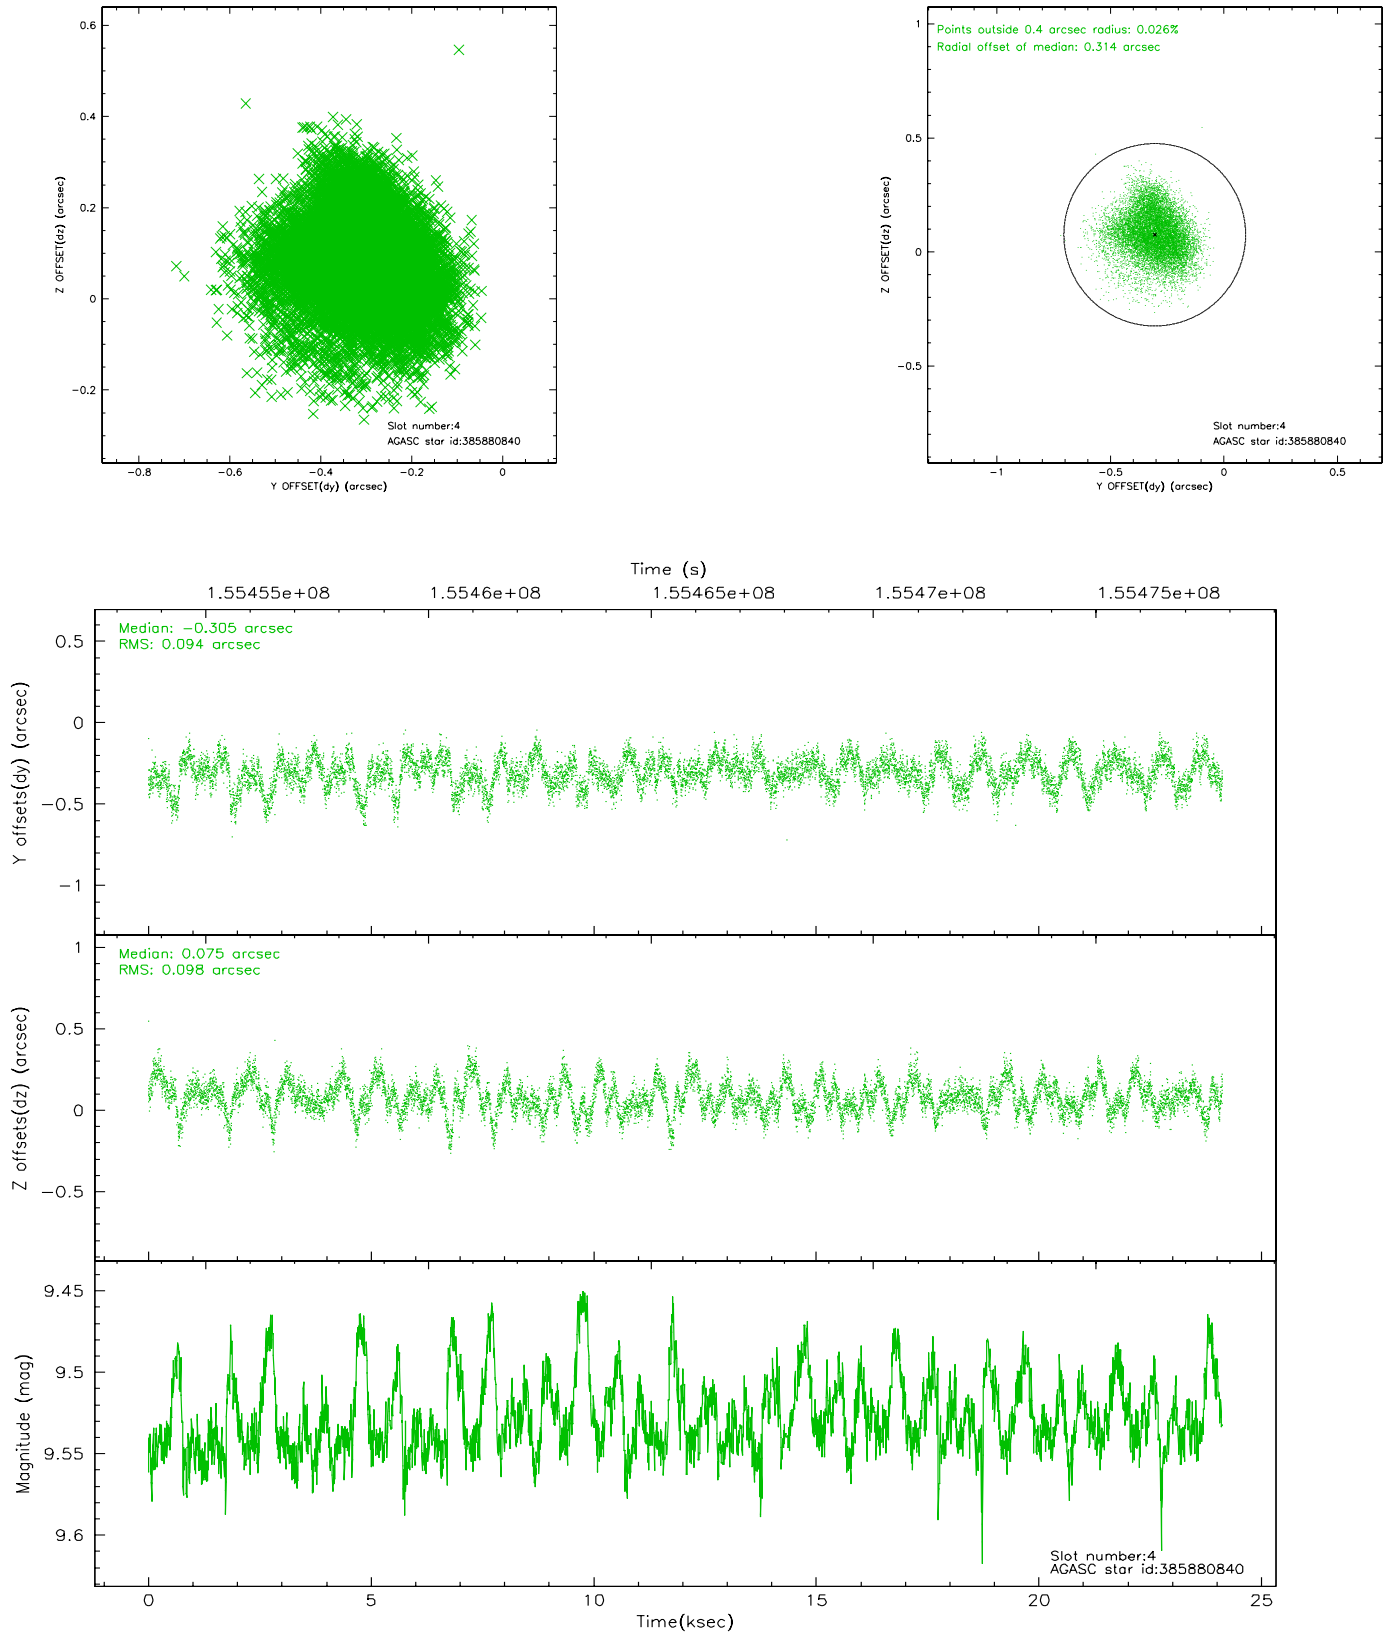 0.6
0.4
0.2
0
−0.2
Z OFFSET(dz) (arcsec)
Slot number:4
AGASC star id:385880840
−0.8 −0.6 −0.4 −0.2 0
Y OFFSET(dy) (arcsec)
Points outside 0.4 arcsec radius: 0.026%
Radial offset of median: 0.314 arcsec
1
0.5
0
−0.5
Z OFFSET(dz) (arcsec)
Slot number:4
AGASC star id:385880840
−1 −0.5 0 0.5
Y OFFSET(dy) (arcsec)
Time (s)
1.55455e+08 1.5546e+08 1.55465e+08 1.5547e+08 1.55475e+08
Median: −0.305 arcsec
RMS: 0.094 arcsec
0.5
0
−0.5
−1
Y offsets(dy) (arcsec)
Median: 0.075 arcsec
RMS: 0.098 arcsec
1
0.5
0
−0.5
Z offsets(dz) (arcsec)
9.45
9.5
9.55
9.6
Magnitude (mag)
Slot number:4
AGASC star id:385880840
0 5 10 15 20 25
Time(ksec)